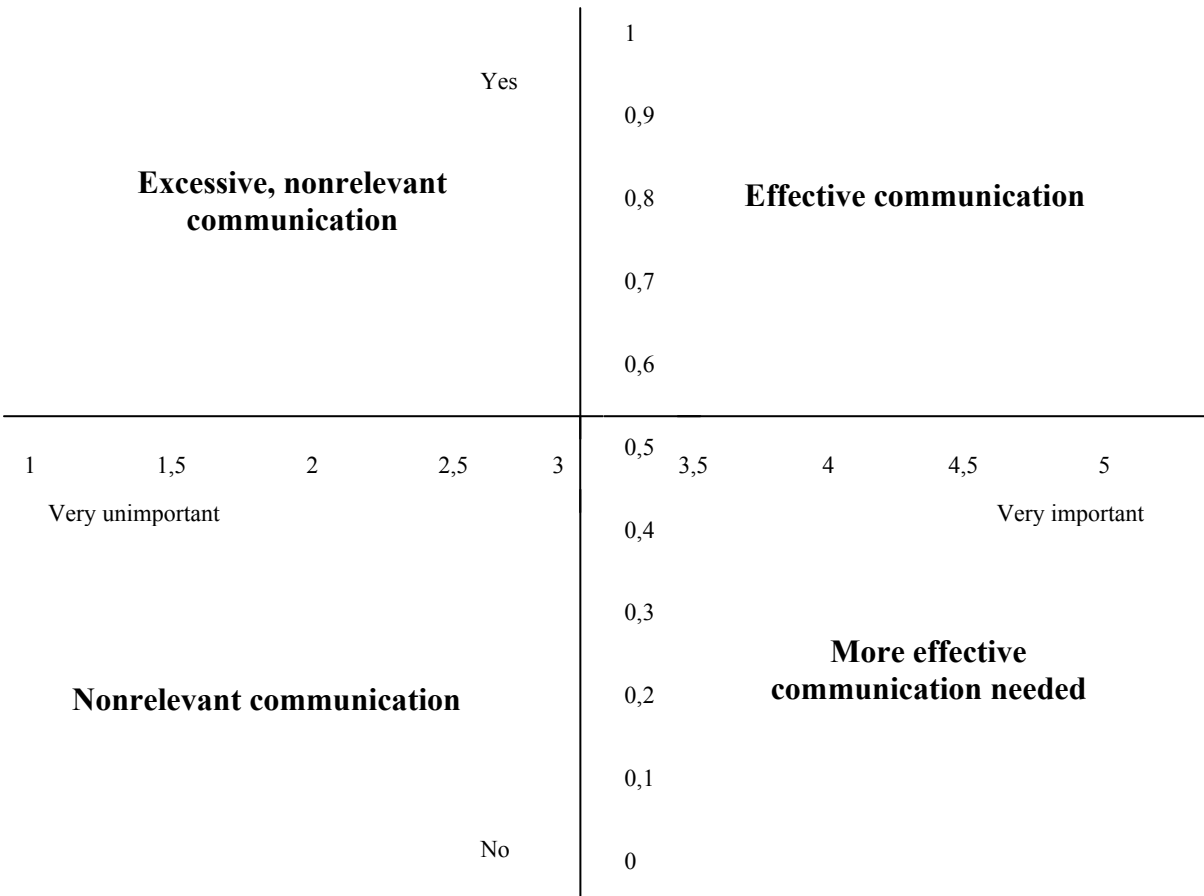 1
Yes
0,9
Excessive, nonrelevant
communication
0,8
Effective communication
0,7
0,6
0,5
1 1,5 2 2,5 3 3,5 4 4,5 5
Very unimportant
Very important
0,4
0,3
More effective
communication needed
Nonrelevant communication
0,2
0,1
No
0